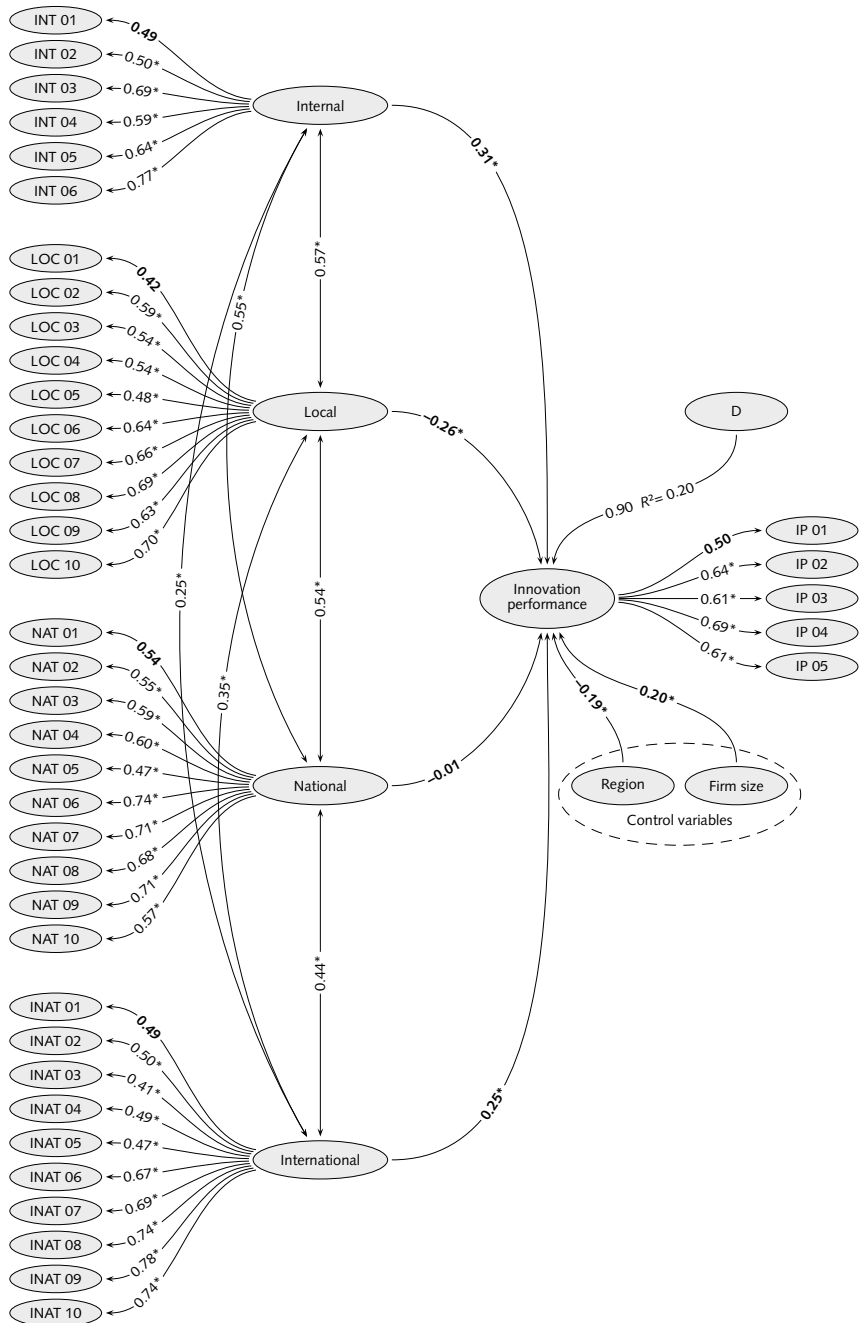 INT 01
0.49
INT 02
0.50*
INT 03
0.69*
INT 04
0.59*
INT 05
0.64*
INT 06
0.77*
Internal
0.31*
0.57*
0.55*
0.25*
LOC 01
0.42
LOC 02
0.59*
LOC 03
0.54*
LOC 04
0.54*
LOC 05
0.48*
LOC 06
0.64*
LOC 07
0.66*
LOC 08
0.69*
LOC 09
0.63*
LOC 10
0.70*
Local
–0.26*
0.54*
0.35*
D
0.90 R²= 0.20
Innovation
performance
0.50
IP 01
0.64*
IP 02
0.61*
IP 03
0.69*
IP 04
0.61*
IP 05
–0.19*
0.20*
Region
Firm size
Control variables
NAT 01
0.54
NAT 02
0.55*
NAT 03
0.59*
NAT 04
0.60*
NAT 05
0.47*
NAT 06
0.74*
NAT 07
0.71*
NAT 08
0.68*
NAT 09
0.71*
NAT 10
0.57*
National
–0.01
0.44*
INAT 01
0.49
INAT 02
0.50*
INAT 03
0.41*
INAT 04
0.49*
INAT 05
0.47*
INAT 06
0.67*
INAT 07
0.69*
INAT 08
0.74*
INAT 09
0.78*
INAT 10
0.74*
International
0.25*